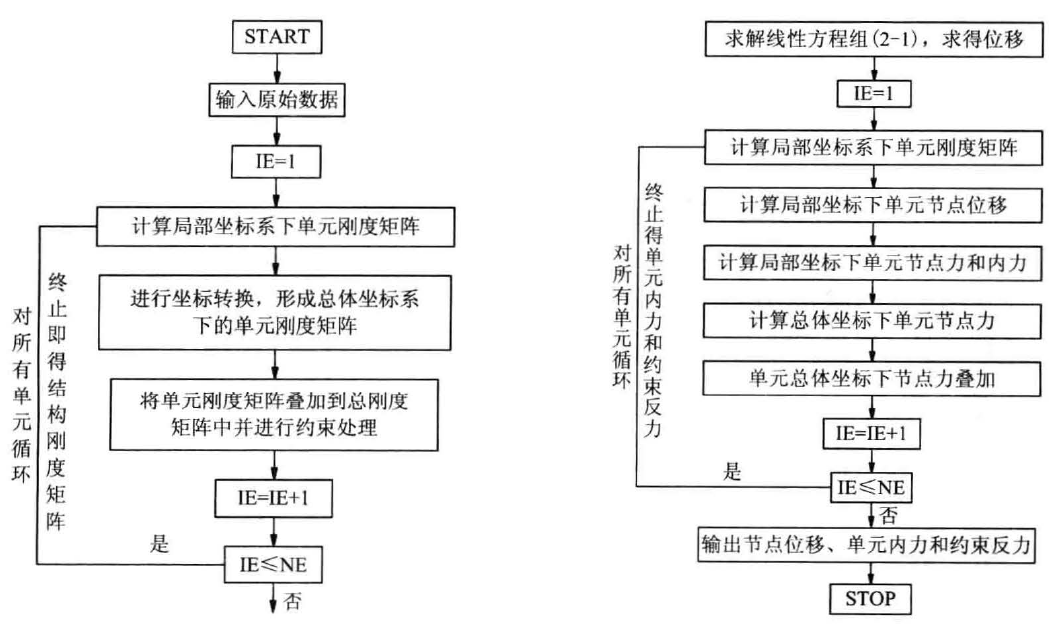 START
输入原始数据
IE=1
计算局部坐标系下单元刚度矩阵
进行坐标转换，形成总体坐标系
下的单元刚度矩阵
将单元刚度矩阵叠加到总刚度
矩阵中并进行约束处理
IE=IE+1
IE≤NE
是
否
对所有单元循环
终止即得结构刚度矩阵
求解线性方程组(2-1)，求得位移
IE=1
计算局部坐标系下单元刚度矩阵
计算局部坐标下单元节点位移
计算局部坐标下单元节点力和内力
计算总体坐标下单元节点力
单元总体坐标下节点力叠加
IE=IE+1
IE≤NE
是
否
对所有单元循环
终止得单元内力和约束反力
输出节点位移、单元内力和约束反力
STOP